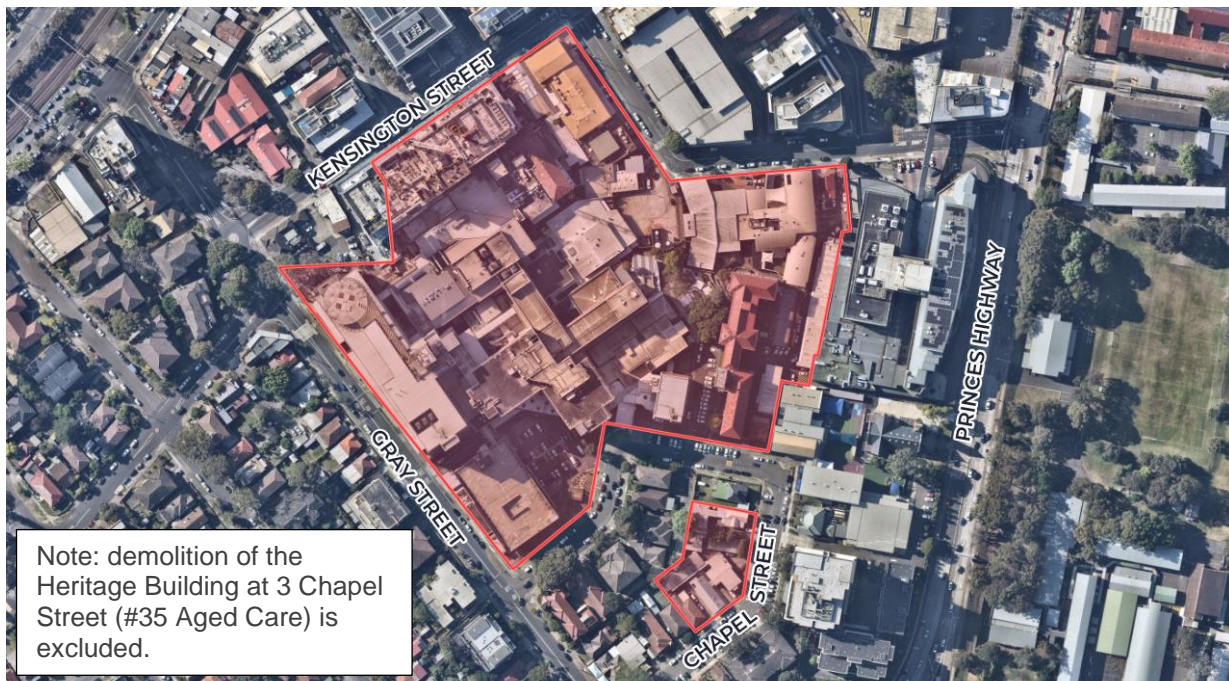 KENSINGTON STREET
PRINCES HIGHWAY
GRAY STREET
CHAPEL STREET
Note: demolition of the
Heritage Building at 3 Chapel
Street (#35 Aged Care) is
excluded.